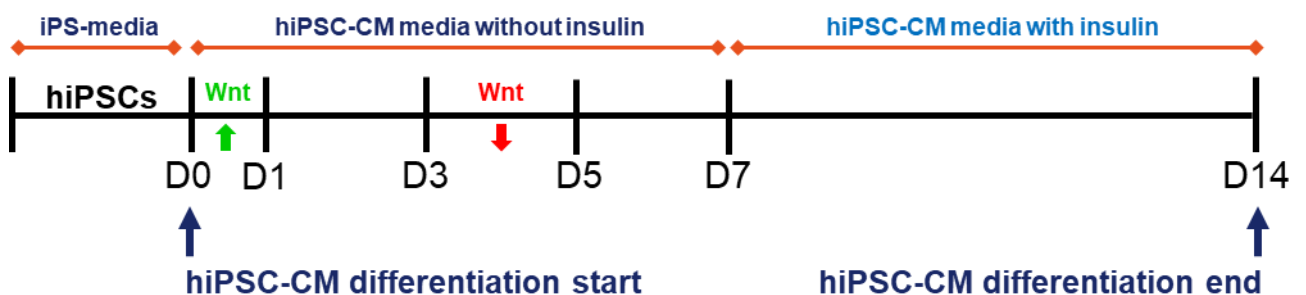 iPS-media hiPSC-CM media without insulin hiPSC-CM media with insulin
hiPSCs Wnt Wnt
D0 D1 D3 D5 D7 D14
hiPSC-CM differentiation start hiPSC-CM differentiation end